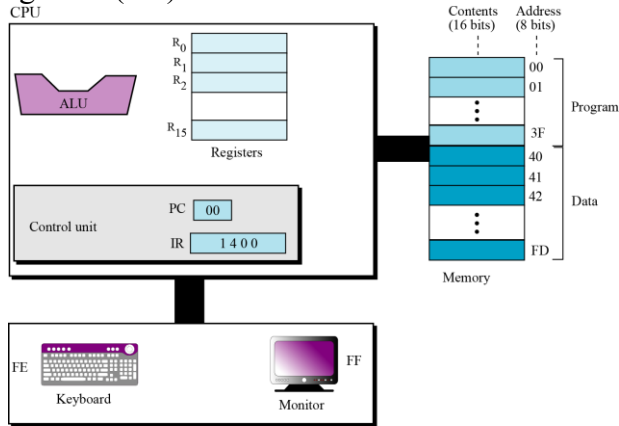 CPU
Contents Address
(16 bits) (8 bits)
R0
R1
R2
R15
Registers
ALU
00
01
3F
Program
40
41
42
FD
Data
Memory
Control unit
PC 00
IR 1 4 0 0
FE
Keyboard
FF
Monitor